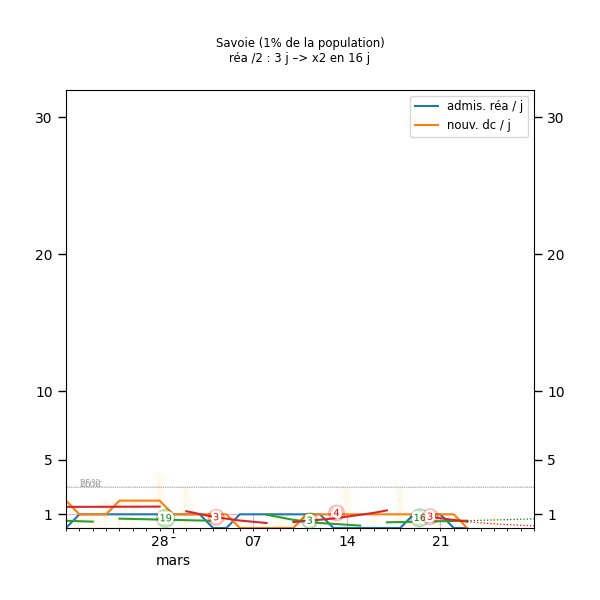 Savoie (1% de la population)
réa /2 : 3 j –> x2 en 16 j
admis. réa / j
nouv. dc / j
30 30
20 20
10 10
5 5
1 1
19 3 3 4 16 3
28 07 14 21
mars